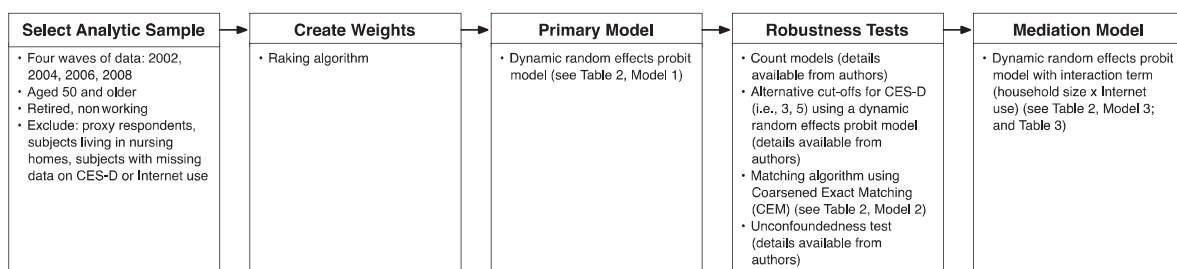 Select Analytic Sample
• Four waves of data: 2002,
2004, 2006, 2008
• Aged 50 and older
• Retired, non working
• Exclude: proxy respondents,
subjects living in nursing
homes, subjects with missing
data on CES-D or Internet use
Create Weights
• Raking algorithm
Primary Model
• Dynamic random effects probit
model (see Table 2, Model 1)
Robustness Tests
• Count models (details
available from authors)
• Alternative cut-offs for CES-D
(i.e., 3, 5) using a dynamic
random effects probit model
(details available from
authors)
• Matching algorithm using
Coarsened Exact Matching
(CEM) (see Table 2, Model 2)
• Unconfoundedness test
(details available from
authors)
Mediation Model
• Dynamic random effects probit
model with interaction term
(household size x Internet
use) (see Table 2, Model 3;
and Table 3)